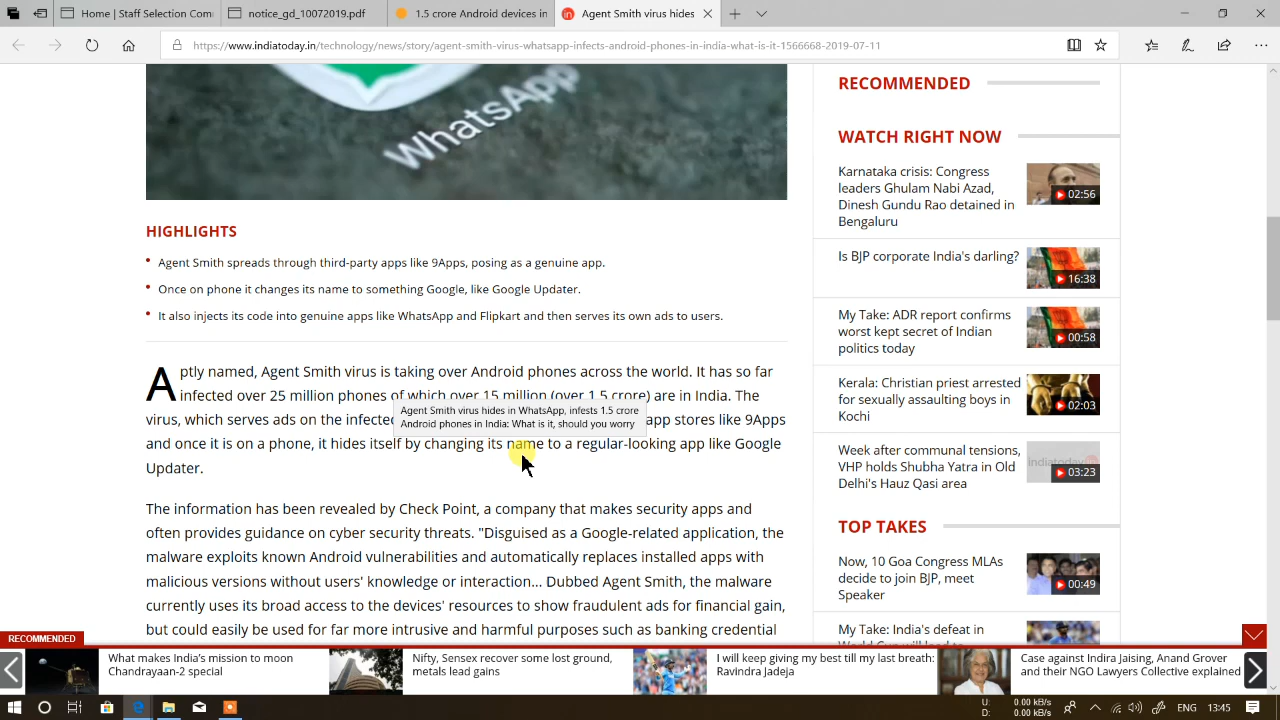 Home | Staff Selection Com
notice_gd_10072019.pdf
1.5 crore Android devices in
Agent Smith virus hides
https://www.indiatoday.in/technology/news/story/agent-smith-virus-whatsapp-infects-android-phones-in-india-what-is-it-1566668-2019-07-11
WhatsApp
HIGHLIGHTS
Agent Smith spreads through third-party apps like 9Apps, posing as a genuine app.
Once on phone it changes its name to something Google, like Google Updater.
It also injects its code into genuine apps like WhatsApp and Flipkart and then serves its own ads to users.
Aptly named, Agent Smith virus is taking over Android phones across the world. It has so far
infected over 25 million phones of which over 15 million (over 1.5 crore) are in India. The
virus, which serves ads on the infected app stores like 9Apps
and once it is on a phone, it hides itself by changing its name to a regular-looking app like Google
Updater.
Agent Smith virus hides in WhatsApp, infests 1.5 crore
Android phones in India: What is it, should you worry
The information has been revealed by Check Point, a company that makes security apps and
often provides guidance on cyber security threats. "Disguised as a Google-related application, the
malware exploits known Android vulnerabilities and automatically replaces installed apps with
malicious versions without users' knowledge or interaction... Dubbed Agent Smith, the malware
currently uses its broad access to the devices' resources to show fraudulent ads for financial gain,
but could easily be used for far more intrusive and harmful purposes such as banking credential
RECOMMENDED
WATCH RIGHT NOW
Karnataka crisis: Congress
leaders Ghulam Nabi Azad,
Dinesh Gundu Rao detained in
Bengaluru
02:56
Is BJP corporate India's darling?
16:38
My Take: ADR report confirms
worst kept secret of Indian
politics today
00:58
Kerala: Christian priest arrested
for sexually assaulting boys in
Kochi
02:03
Week after communal tensions,
VHP holds Shubha Yatra in Old
Delhi's Hauz Qasi area
indiatoday
03:23
TOP TAKES
Now, 10 Goa Congress MLAs
decide to join BJP, meet
Speaker
00:49
My Take: India's defeat in
RECOMMENDED
What makes India's mission to moon
Chandrayaan-2 special
Nifty, Sensex recover some lost ground,
metals lead gains
I will keep giving my best till my last breath:
Ravindra Jadeja
Case against Indira Jaising, Anand Grover
and their NGO Lawyers Collective explained
U: 0.00 kB/s
D: 0.00 kB/s
ENG
13:45